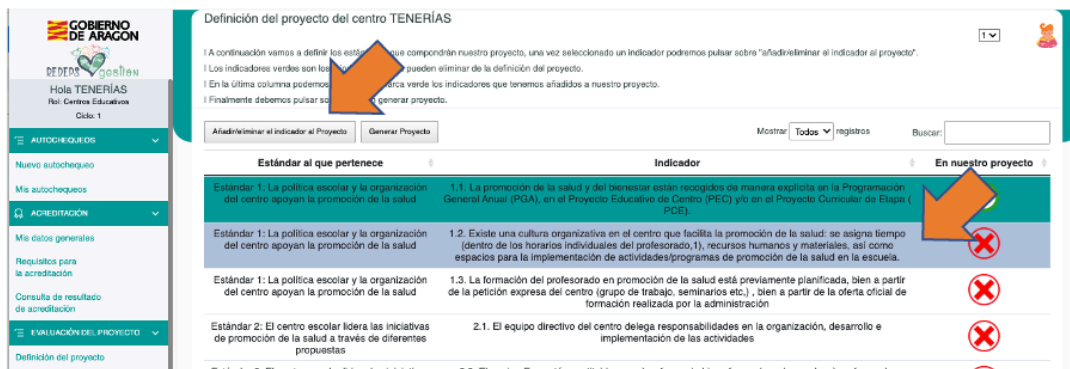 GOBIERNO
DE ARAGON
REDEPS gestion
Hola TENERÍAS
Rol: Centros Educativos
Ciclo: 1
AUTOCHEQUEOS
Nuevo autochequeo
Mis autochequeos
ACREDITACIÓN
Mis datos generales
Requisitos para
la acreditación
Consulta de resultado
de acreditación
EVALUACIÓN DEL PROYECTO
Definición del proyecto
Definición del proyecto del centro TENERÍAS
1
I A continuación vamos a definir los están que compondrán nuestro proyecto, una vez seleccionado un indicador podremos pulsar sobre "añadir/eliminar el indicador al proyecto".
I Los indicadores verdes son los pueden eliminar de la definición del proyecto.
I En la última columna podemos erca verde los indicadores que tenemos añadidos a nuestro proyecto.
I Finalmente debemos pulsar so generar proyecto.
Añadir/eliminar el indicador al Proyecto Generar Proyecto Mostrar Todos registros Buscar:
Estándar al que pertenece Indicador En nuestro proyecto
Estándar 1: La política escolar y la organización
del centro apoyan la promoción de la salud
1.1. La promoción de la salud y del bienestar están recogidos de manera explícita en la Programación
General Anual (PGA), en el Proyecto Educativo de Centro (PEC) y/o en el Proyecto Curricular de Etapa (
PCE).
Estándar 1: La política escolar y la organización
del centro apoyan la promoción de la salud
1.2. Existe una cultura organizativa en el centro que facilita la promoción de la salud: se asigna tiempo
(dentro de los horarios individuales del profesorado,1), recursos humanos y materiales, así como
espacios para la implementación de actividades/programas de promoción de la salud en la escuela.
Estándar 1: La política escolar y la organización
del centro apoyan la promoción de la salud
1.3. La formación del profesorado en promoción de la salud está previamente planificada, bien a partir
de la petición expresa del centro (grupo de trabajo, seminarios etc,) , bien a partir de la oferta oficial de
formación realizada por la administración
Estándar 2: El centro escolar lidera las iniciativas
de promoción de la salud a través de diferentes
propuestas
2.1. El equipo directivo del centro delega responsabilidades en la organización, desarrollo e
implementación de las actividades